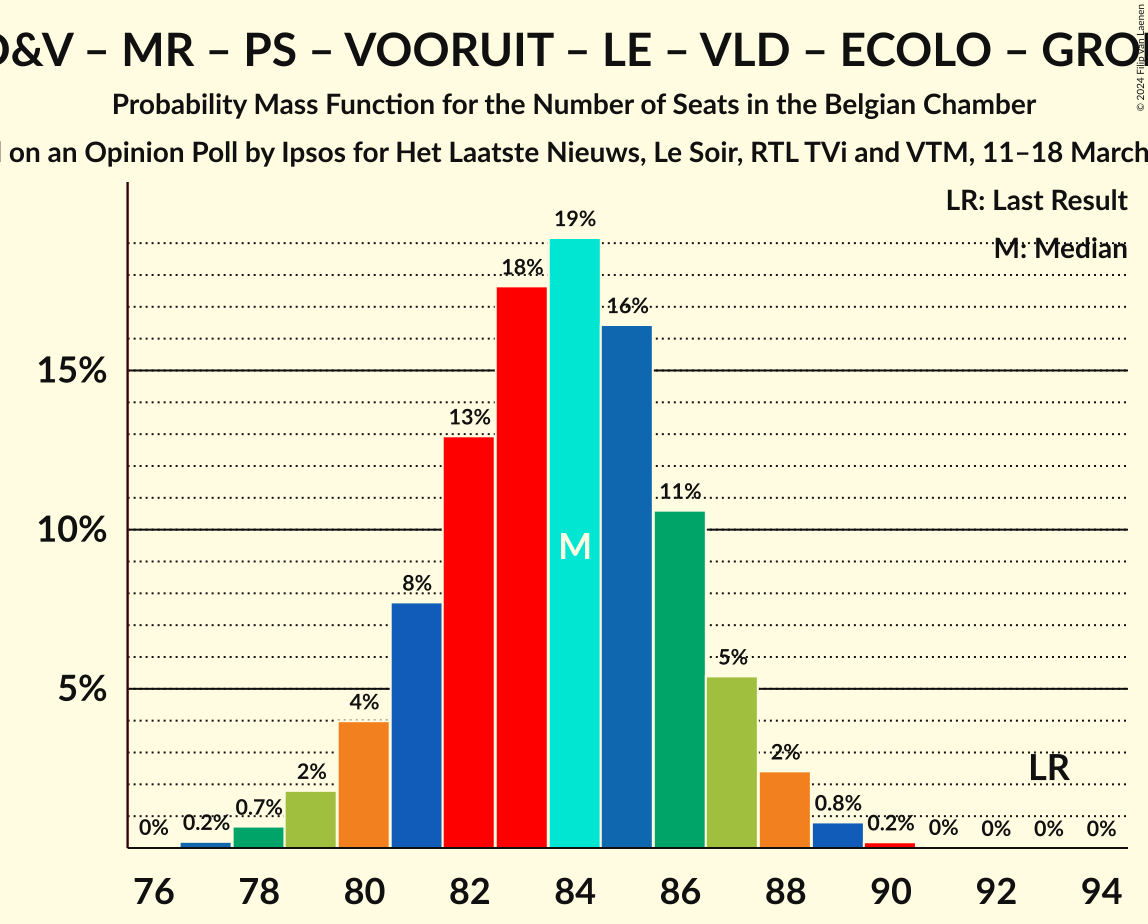 D&V – MR – PS – VOORUIT – LE – VLD – ECOLO – GRO
Probability Mass Function for the Number of Seats in the Belgian Chamber
on an Opinion Poll by Ipsos for Het Laatste Nieuws, Le Soir, RTL TVi and VTM, 11–18 March
© 2024 Filip van Laenen
LR: Last Result
M: Median
15%
10%
5%
0% 0.2% 0.7% 2% 4% 8% 13% 18% 19% 16% 11% 5% 2% 0.8% 0.2% 0% 0% 0% 0%
M
LR
76 78 80 82 84 86 88 90 92 94